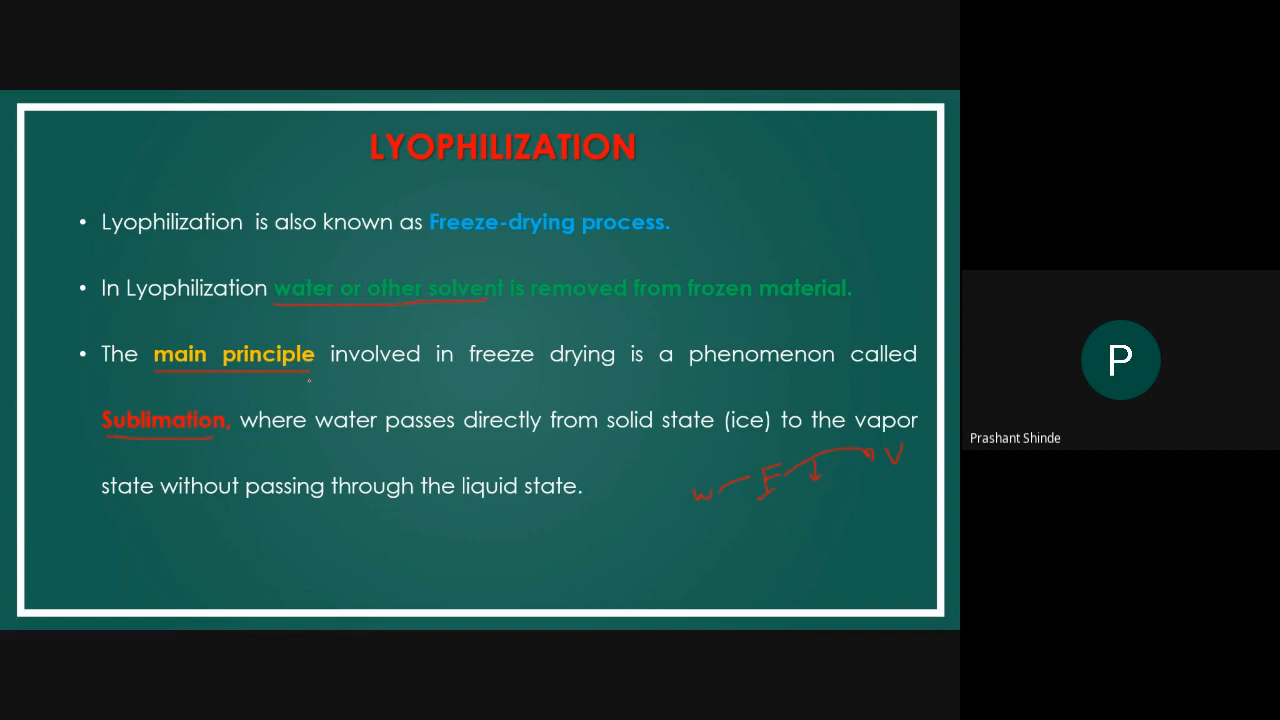 LYOPHILIZATION
• Lyophilization is also known as Freeze-drying process.
• In Lyophilization water or other solvent is removed from frozen material.
• The main principle involved in freeze drying is a phenomenon called
Sublimation, where water passes directly from solid state (ice) to the vapor
state without passing through the liquid state.
W F V
P
Prashant Shinde